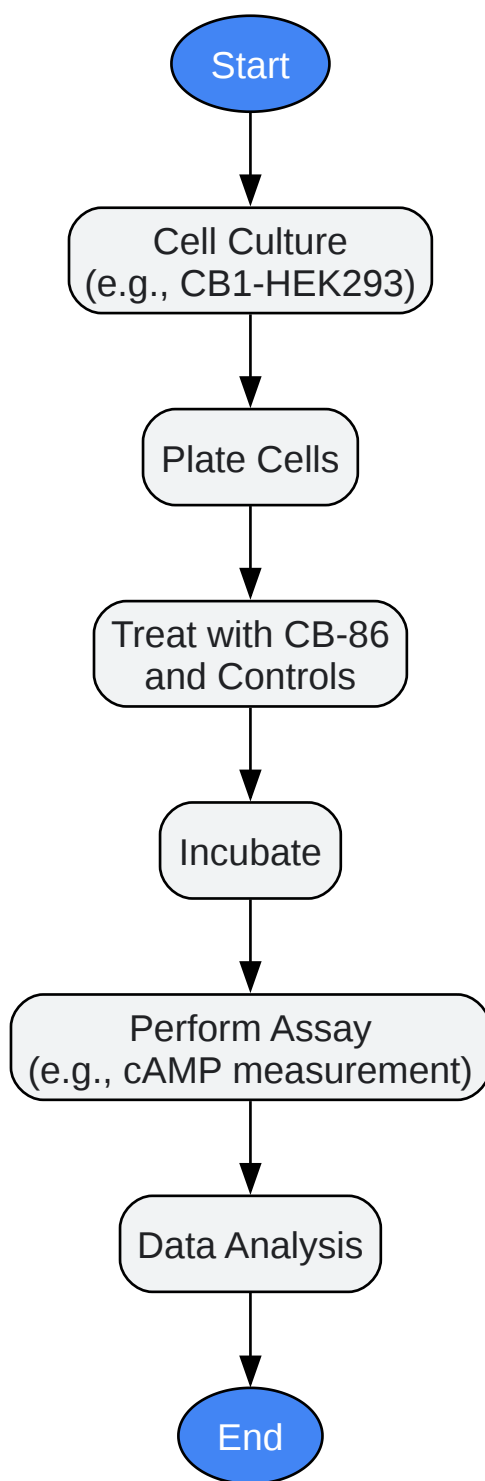 Start
Cell Culture
(e.g., CB1-HEK293)
Plate Cells
Treat with CB-86
and Controls
Incubate
Perform Assay
(e.g., cAMP measurement)
Data Analysis
End